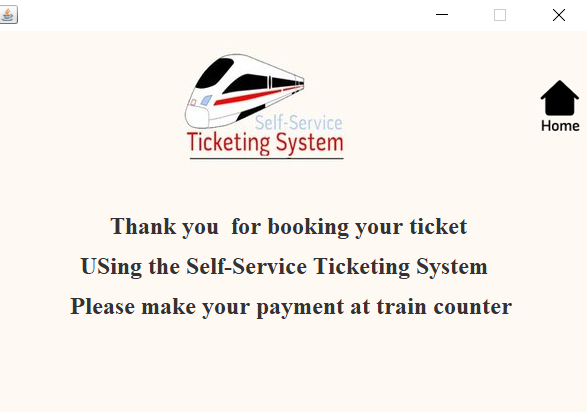 Self-Service
Ticketing System
Home
Thank you  for booking your ticket
USing the Self-Service Ticketing System
Please make your payment at train counter